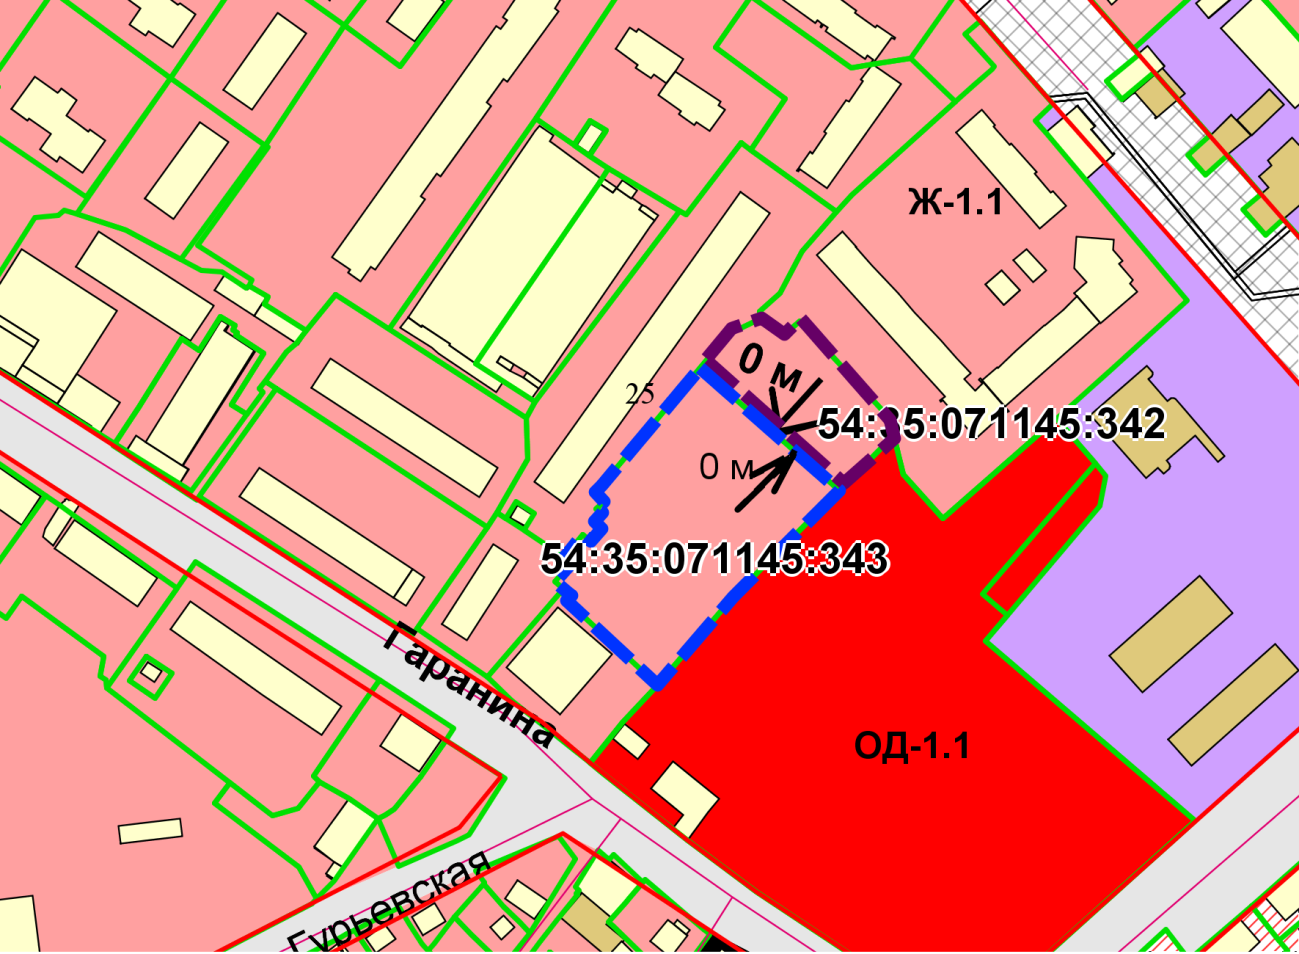 Ж-1.1
0 м
25
54:35:071145:342
0 м
54:35:071145:343
Гаранина
ОД-1.1
Гурьевская